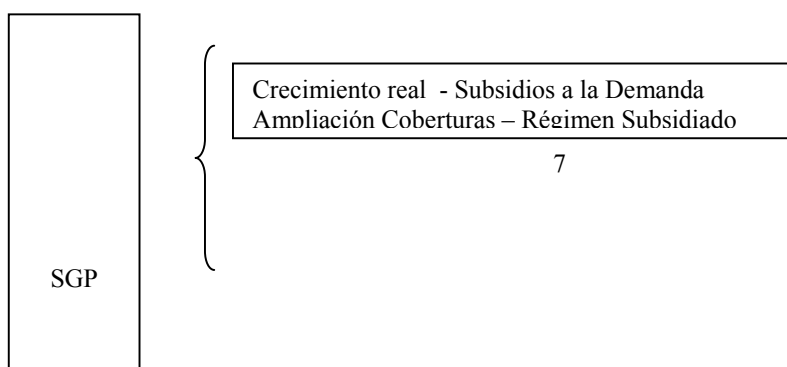 Crecimiento real - Subsidios a la Demanda
Ampliación Coberturas – Régimen Subsidiado
7
SGP